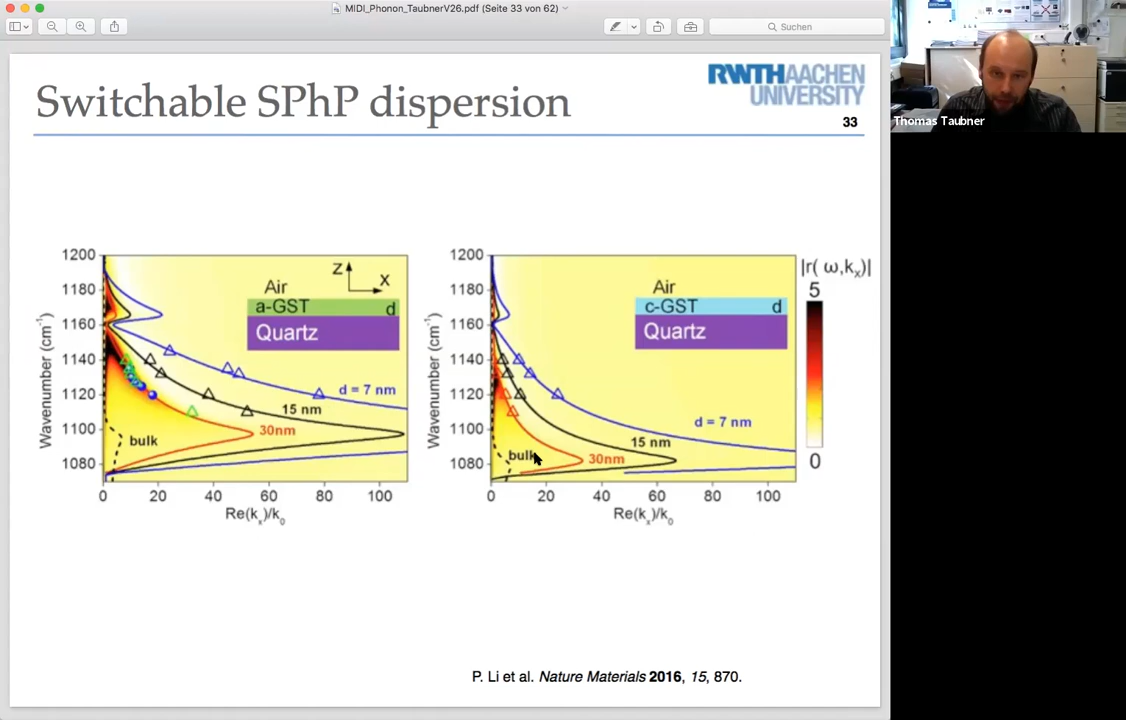 MIDI_Phonon_TaubnerV26.pdf (Seite 33 von 62)
Suchen
Switchable SPhP dispersion
RWTHAACHEN
UNIVERSITY
33
Thomas Taubner
1200
1180
1160
1140
1120
1100
1080
Wavenumber (cm⁻¹)
Z
X
Air
a-GST
d
Quartz
d = 7 nm
15 nm
30nm
bulk
0
20
40
60
80
100
Re(kₓ)/k₀
1200
1180
1160
1140
1120
1100
1080
Wavenumber (cm⁻¹)
Air
c-GST
d
Quartz
d = 7 nm
15 nm
30nm
bulk
0
20
40
60
80
100
Re(kₓ)/k₀
|r( ω,kₓ)|
5
0
P. Li et al. Nature Materials 2016, 15, 870.